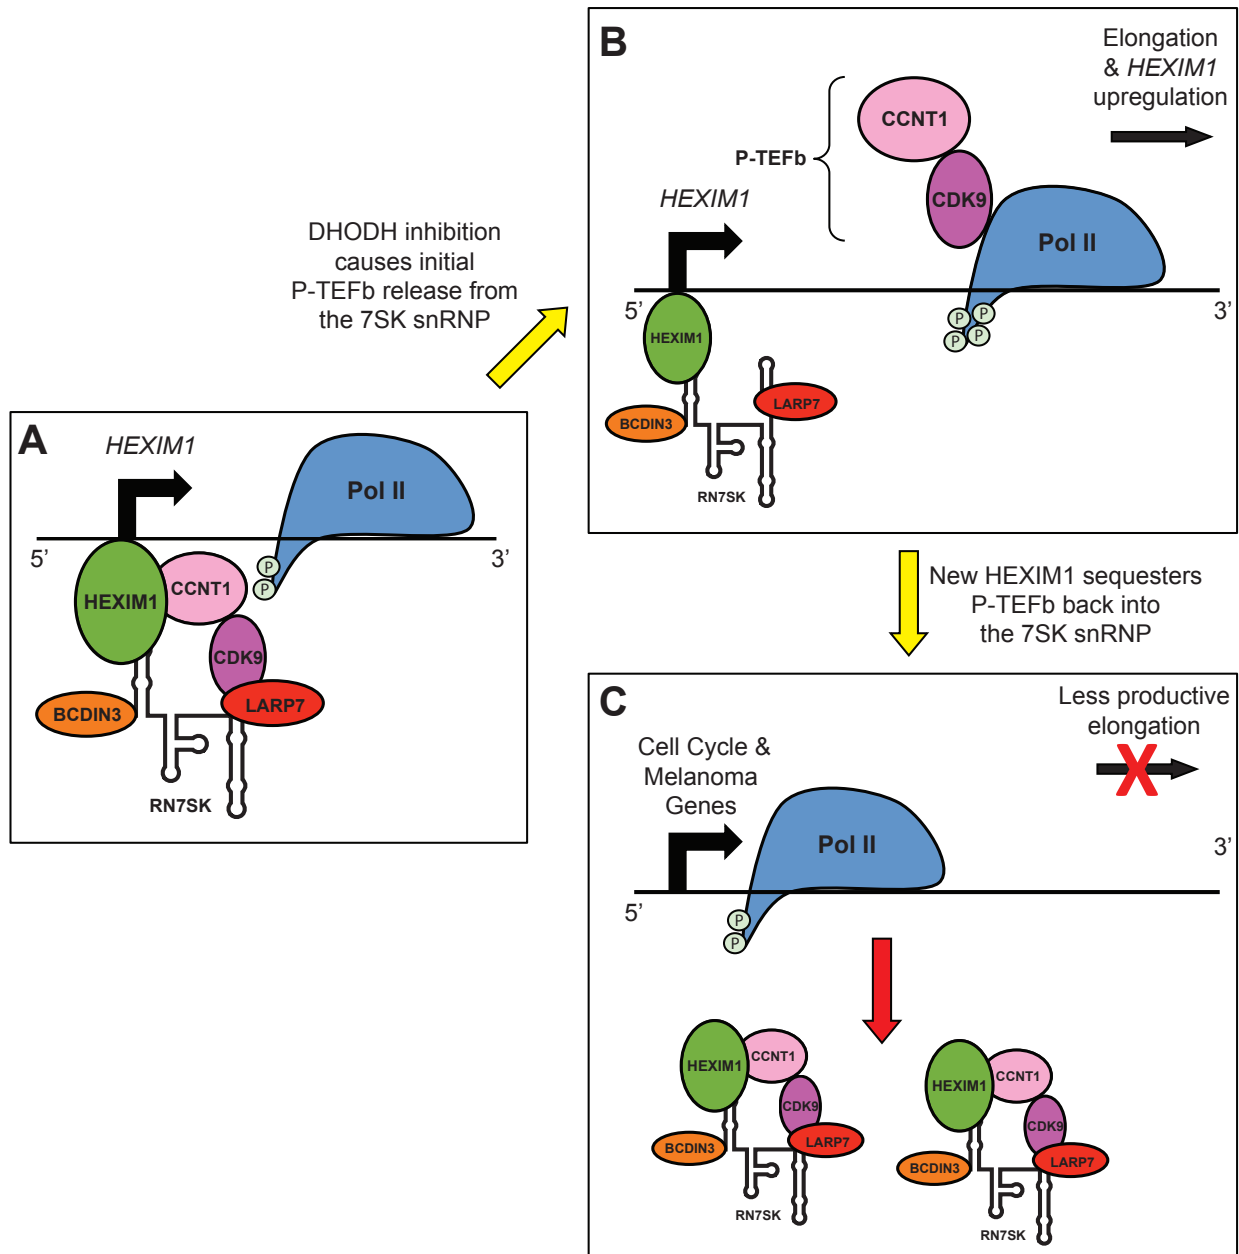 A
HEXIM1
Pol II
5’
3’
P
P
HEXIM1
CCNT1
CDK9
BCDIN3
LARP7
RN7SK
DHODH inhibition
causes initial
P-TEFb release from
the 7SK snRNP
B
Elongation
& HEXIM1
upregulation
CCNT1
P-TEFb
CDK9
HEXIM1
Pol II
5’
3’
P
P
P
P
HEXIM1
BCDIN3
LARP7
RN7SK
New HEXIM1 sequesters
P-TEFb back into
the 7SK snRNP
C
Less productive
elongation
X
Cell Cycle &
Melanoma
Genes
Pol II
3’
5’
P
P
HEXIM1
CCNT1
CDK9
BCDIN3
LARP7
RN7SK
HEXIM1
CCNT1
CDK9
BCDIN3
LARP7
RN7SK